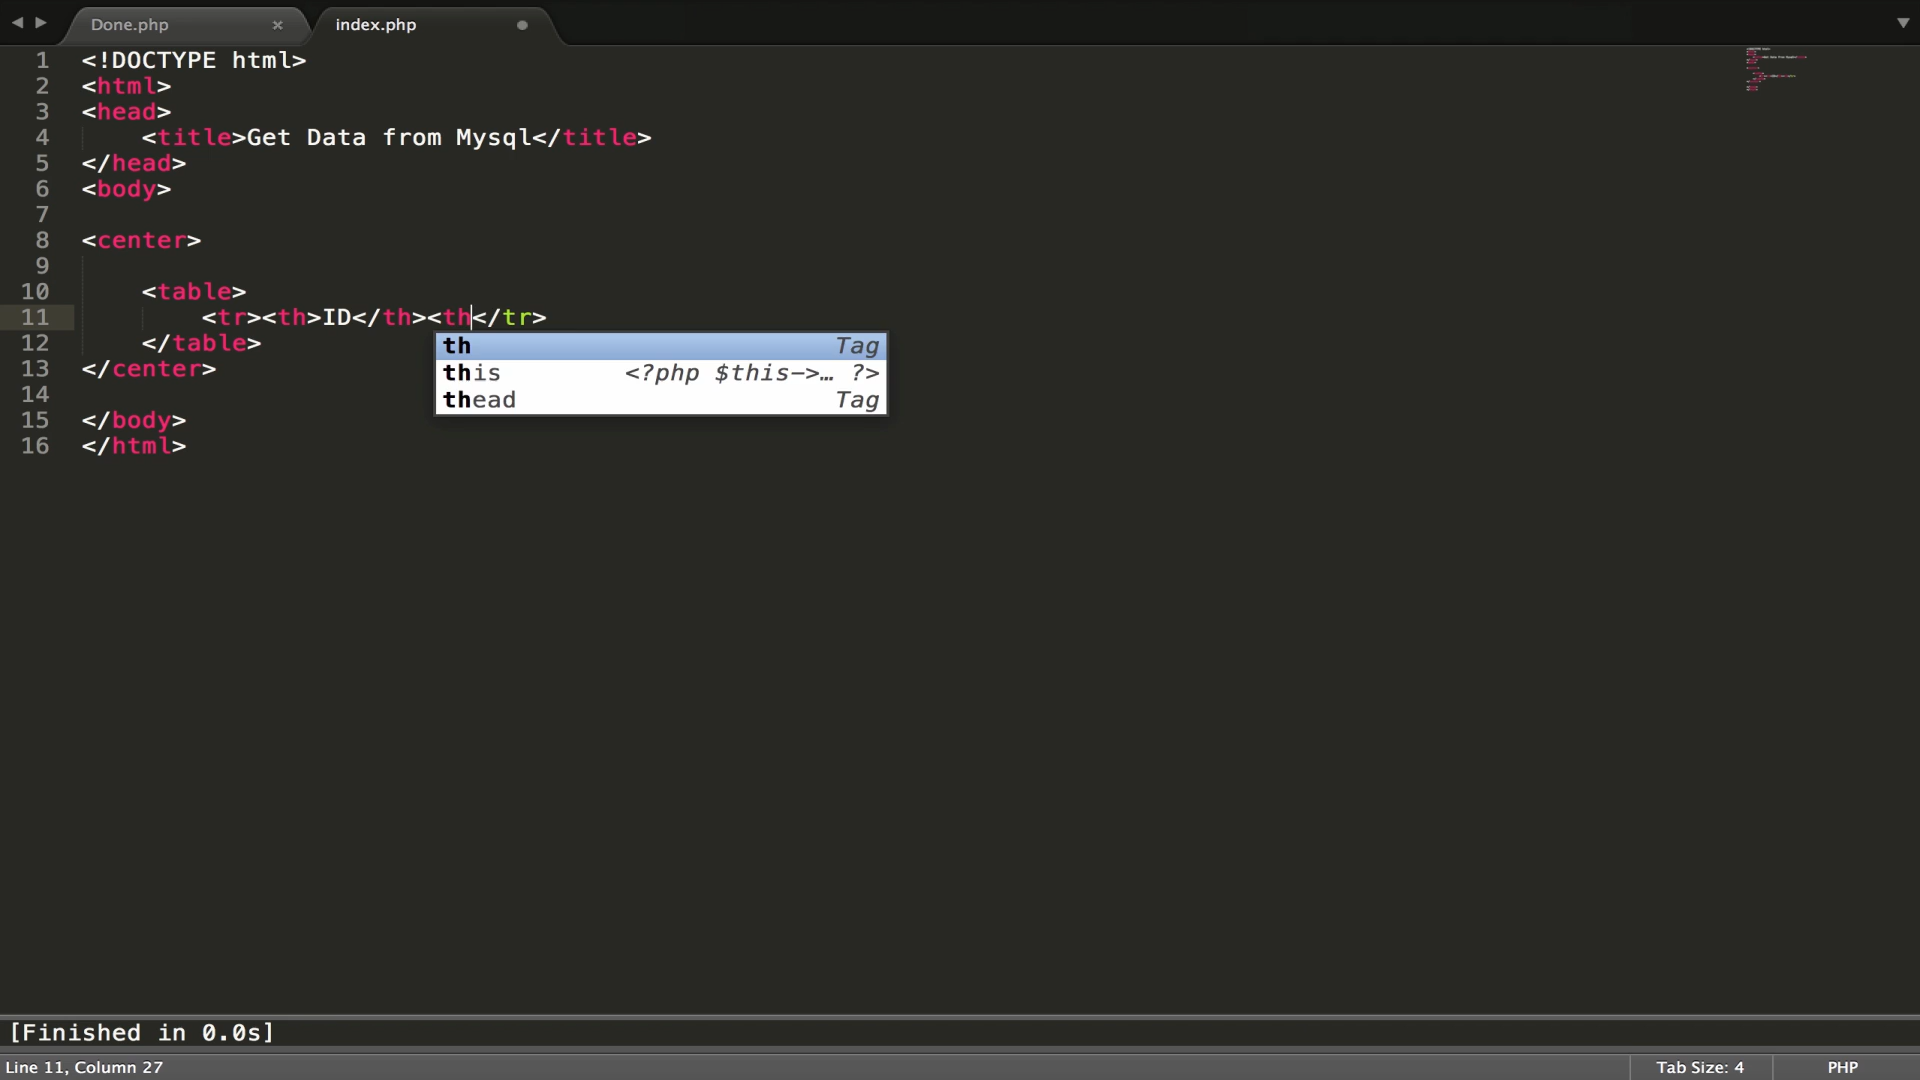 Done.php × index.php
1 <!DOCTYPE html>
2 <html>
3 <head>
4 <title>Get Data from Mysql</title>
5 </head>
6 <body>
7
8 <center>
9
10 <table>
11 <tr><th>ID</th><th</tr>
th Tag
12 </table>
this <?php $this->… ?>
13 </center>
thead Tag
14
15 </body>
16 </html>
[Finished in 0.0s]
Line 11, Column 27 Tab Size: 4 PHP